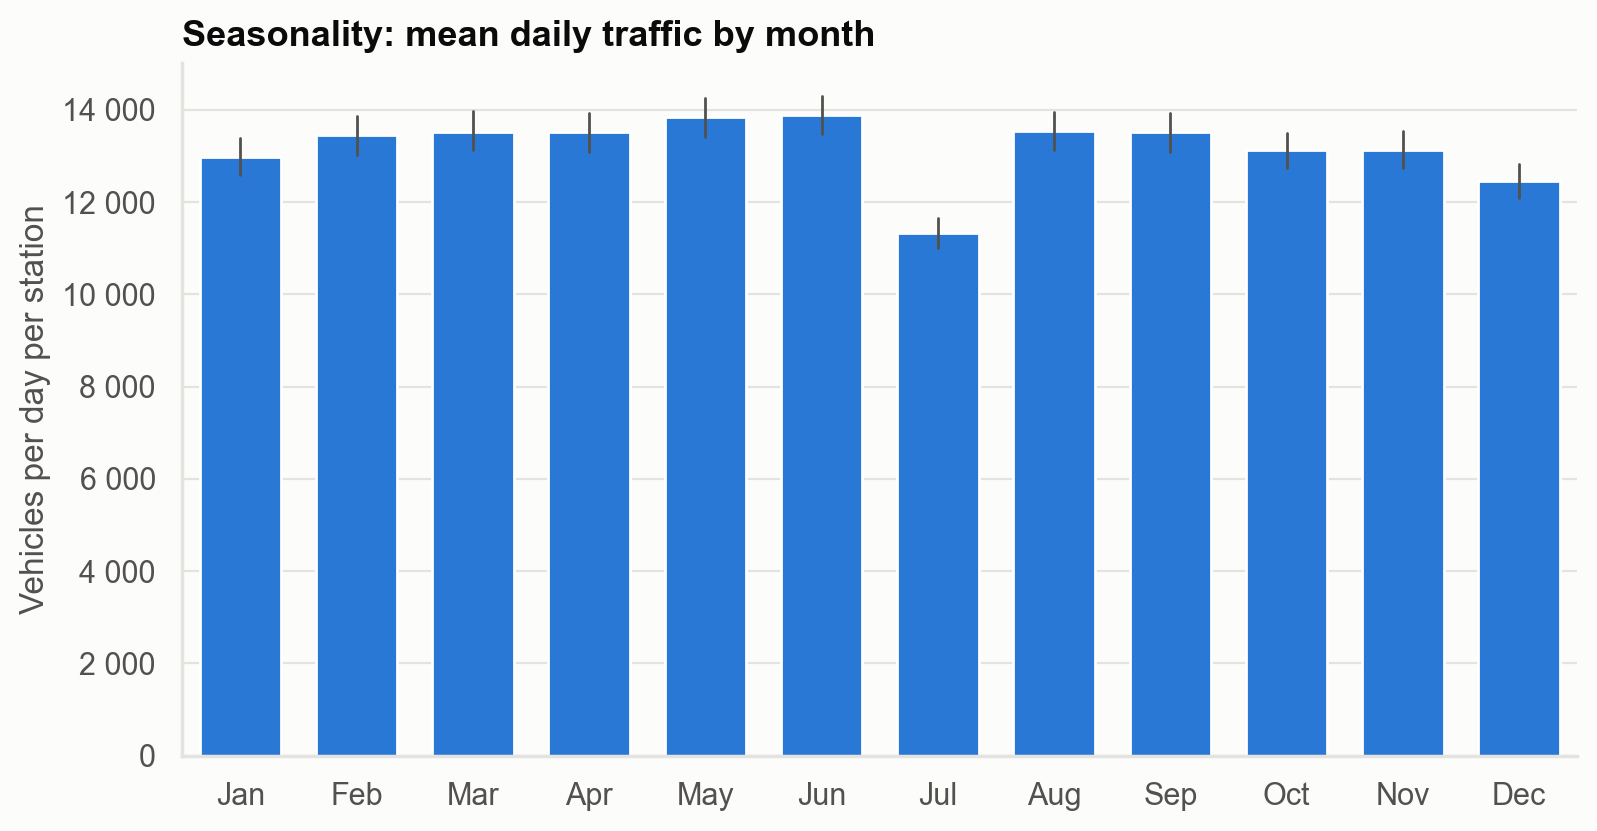 Seasonality: mean daily traffic by month
Vehicles per day per station
14 000
12 000
10 000
8 000
6 000
4 000
2 000
0
Jan Feb Mar Apr May Jun Jul Aug Sep Oct Nov Dec